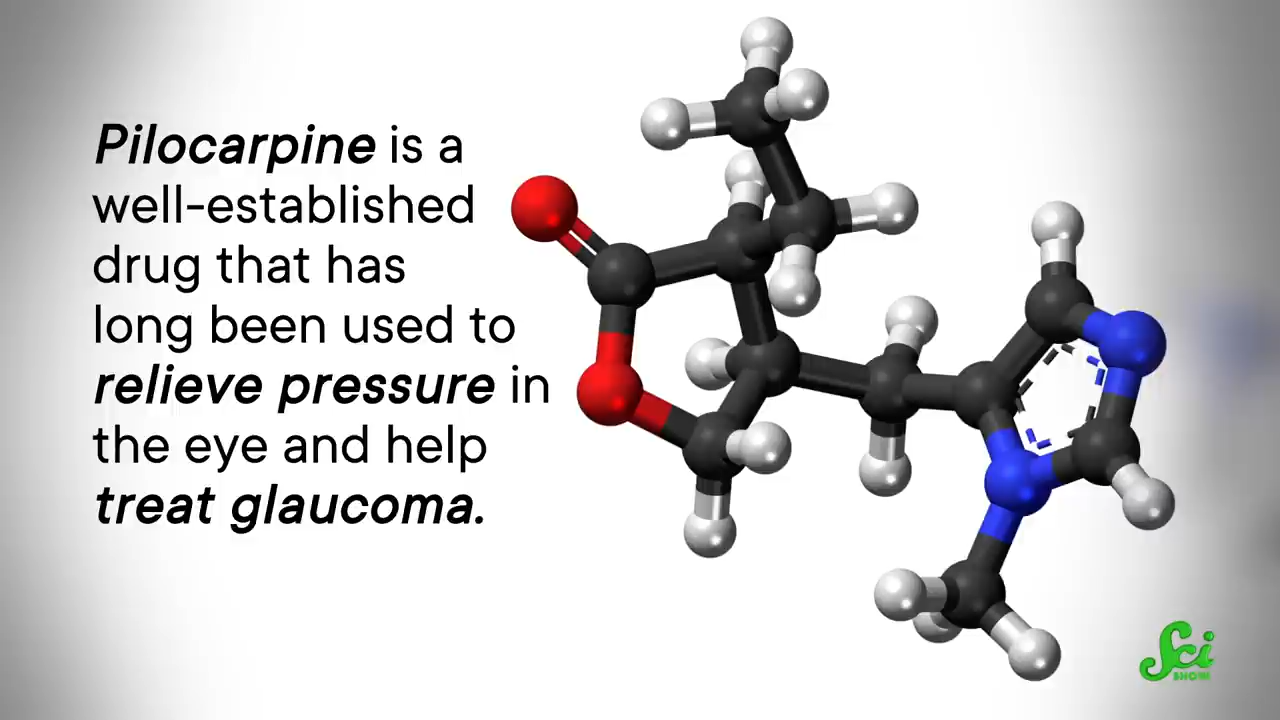 Pilocarpine is a
well-established
drug that has
long been used to
relieve pressure in
the eye and help
treat glaucoma.
Sci
SHOW